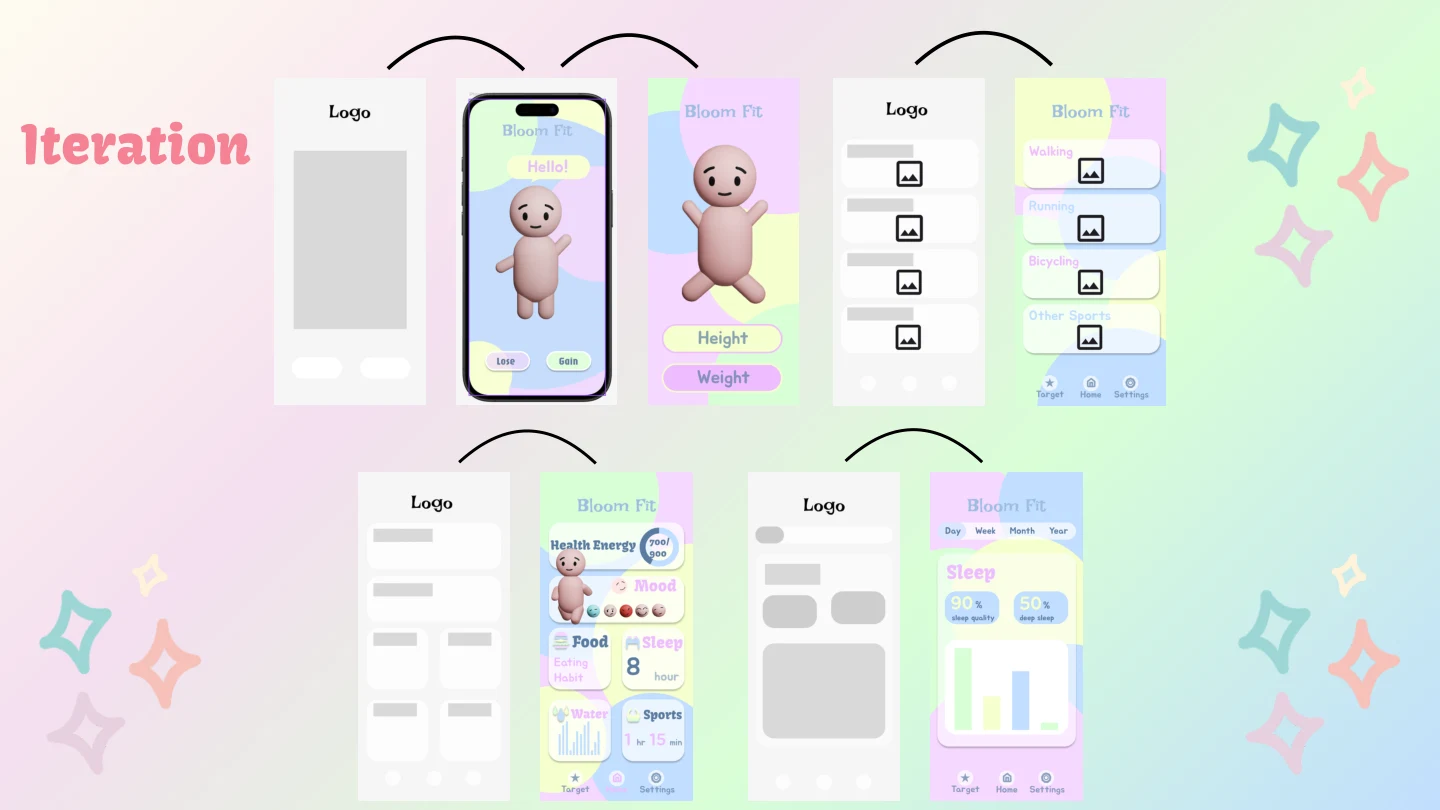 Iteration
Logo
Bloom Fit
Hello!
Lose
Gain
Bloom Fit
Height
Weight
Logo
Bloom Fit
Walking
Running
Bicycling
Other Sports
Target
Home
Settings
Logo
Bloom Fit
Health Energy
700/
900
Mood
Food
Eating
Habit
Sleep
8
hour
Water
Sports
1 hr 15 min
Target
Settings
Logo
Bloom Fit
Day Week Month Year
Sleep
90 %
sleep quality
50 %
deep sleep
Target
Home
Settings